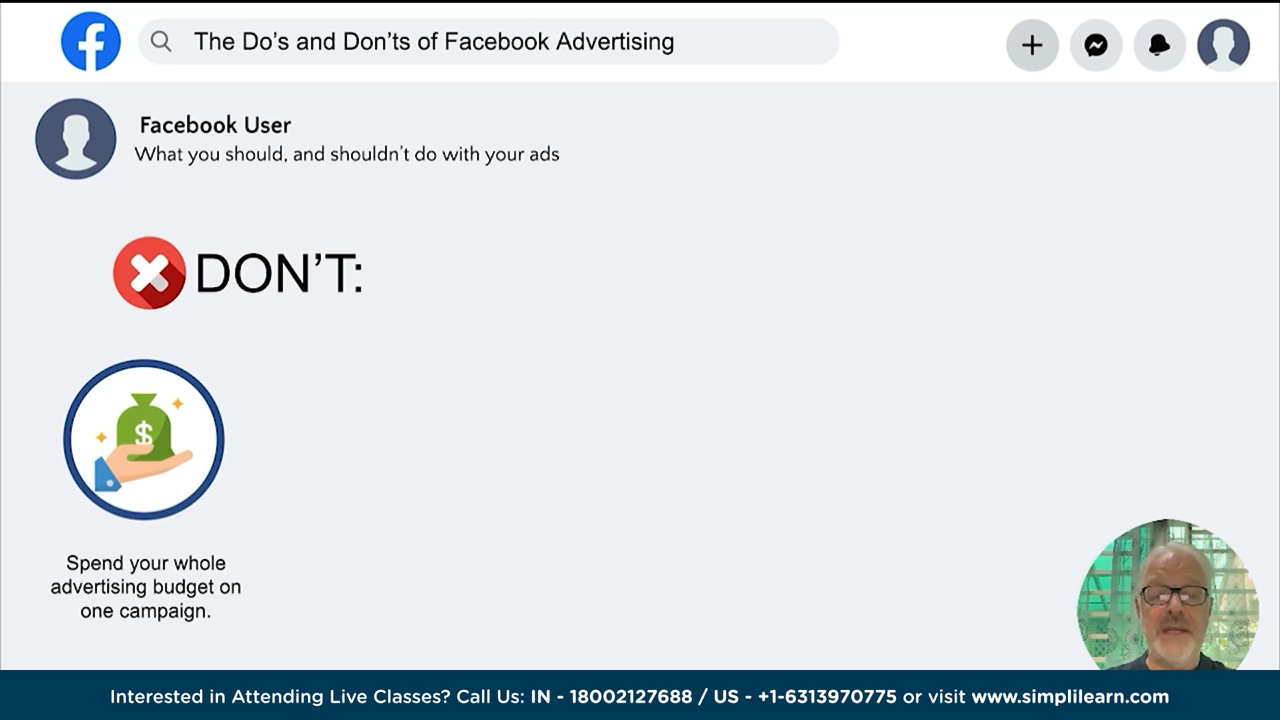 The Do's and Don'ts of Facebook Advertising
Facebook User
What you should, and shouldn't do with your ads
DON'T:
$
Spend your whole
advertising budget on
one campaign.
Interested in Attending Live Classes? Call Us: IN - 18002127688 / US - +1-6313970775 or visit www.simplilearn.com